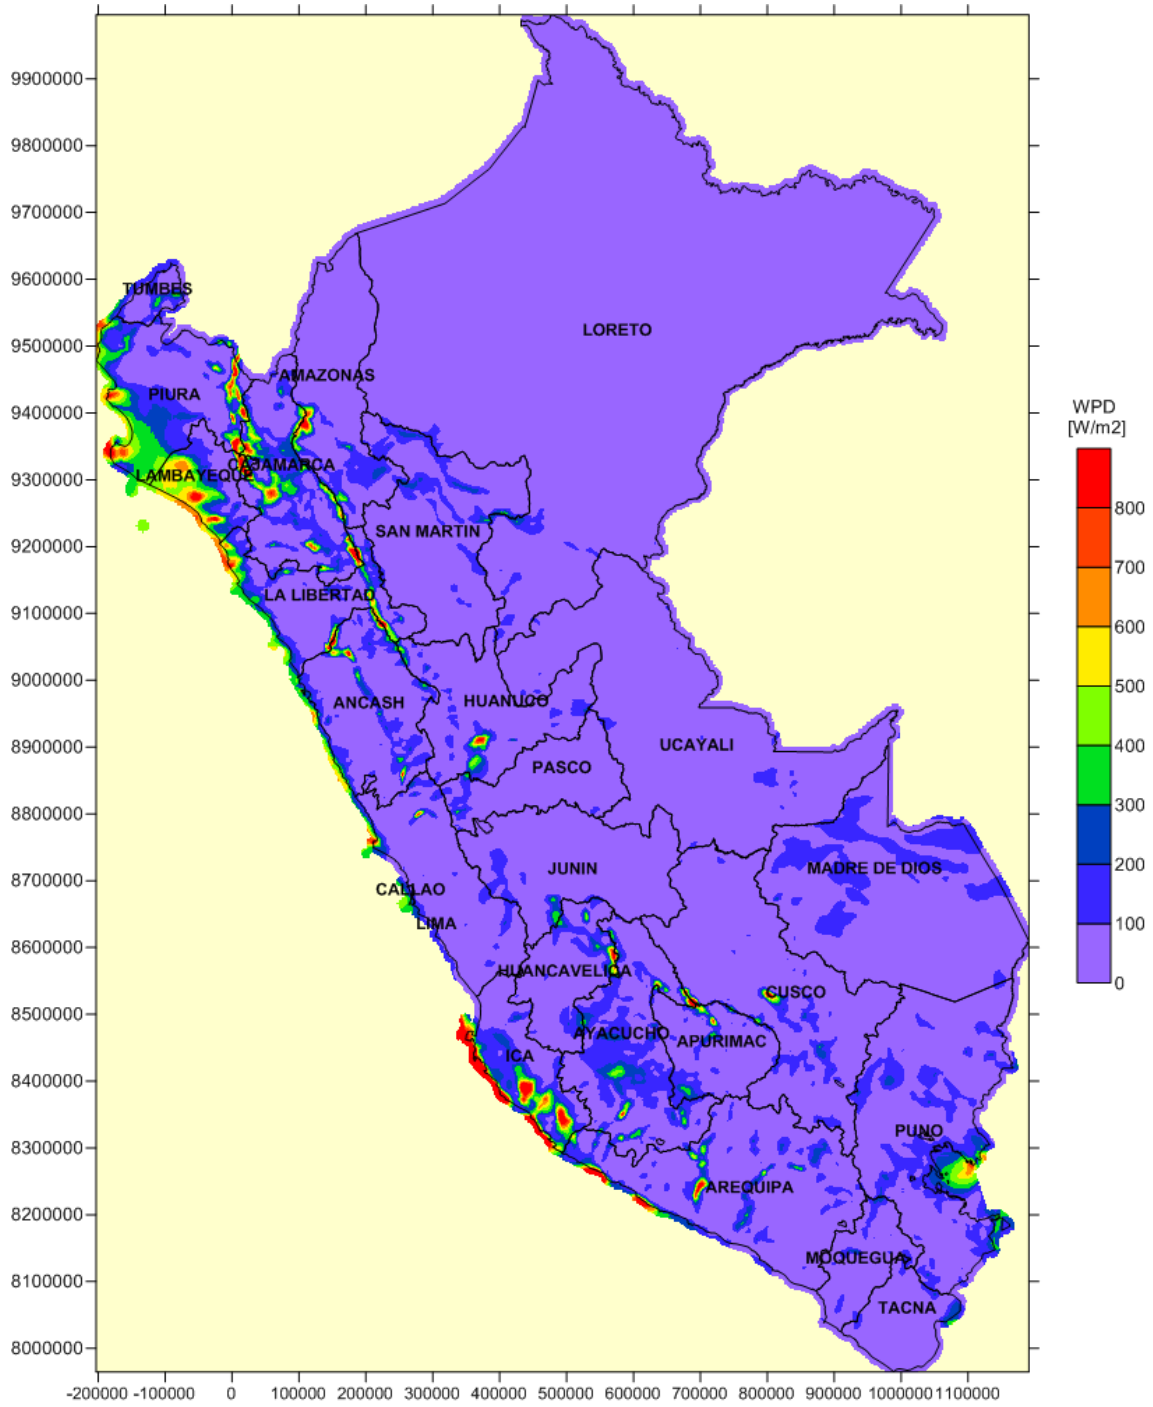 9900000
9800000
9700000
9600000
9500000
9400000
9300000
9200000
9100000
9000000
8900000
8800000
8700000
8600000
8500000
8400000
8300000
8200000
8100000
8000000
-200000 -100000 0 100000 200000 300000 400000 500000 600000 700000 800000 900000 1000000 1100000
TUMBES
LORETO
AMAZONAS
PIURA
CAJAMARCA
LAMBAYEQUE
SAN MARTIN
LA LIBERTAD
ANCASH
HUANUCO
UCAYALI
PASCO
JUNIN
MADRE DE DIOS
CALLAO
LIMA
HUANCAVELICA
CUSCO
AYACUCHO
APURIMAC
ICA
PUNO
AREQUIPA
MOQUEGUA
TACNA
WPD
[W/m2]
800
700
600
500
400
300
200
100
0